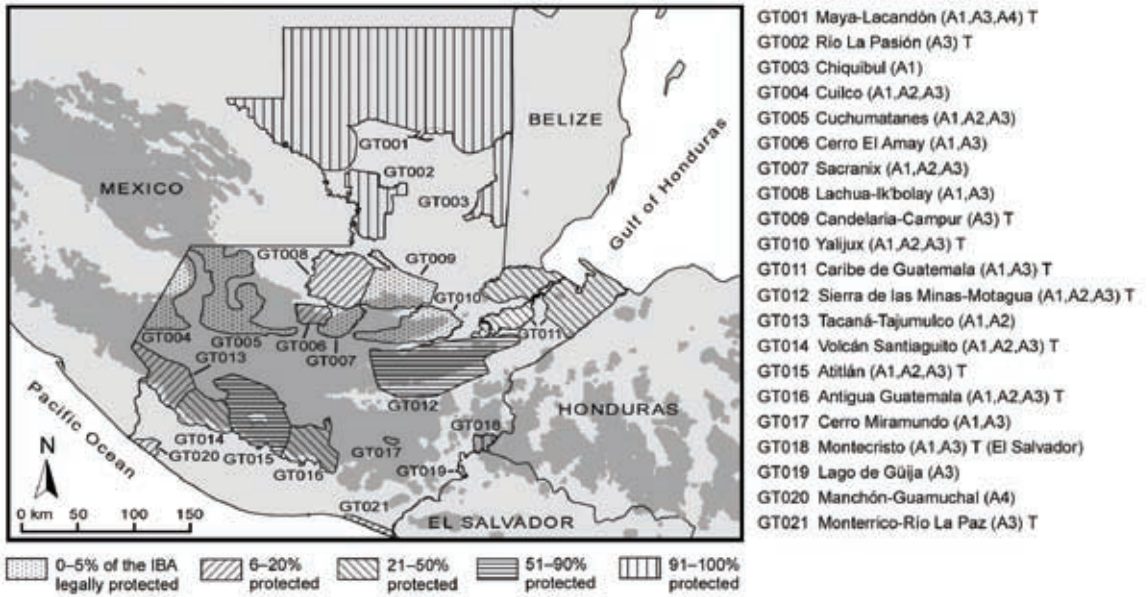 GT001 Maya-Lacandón (A1,A3,A4) T
GT002 Río La Pasión (A3) T
GT003 Chiquibul (A1)
GT004 Cuilco (A1,A2,A3)
GT005 Cuchumatanes (A1,A2,A3)
GT006 Cerro El Amay (A1,A3)
GT007 Sacranix (A1,A2,A3)
GT008 Lachua-Ik'bolay (A1,A3)
GT009 Candelaria-Campur (A3) T
GT010 Yalijux (A1,A2,A3) T
GT011 Caribe de Guatemala (A1,A3) T
GT012 Sierra de las Minas-Motagua (A1,A2,A3) T
GT013 Tacaná-Tajumulco (A1,A2)
GT014 Volcán Santiaguito (A1,A2,A3) T
GT015 Atitlán (A1,A2,A3) T
GT016 Antigua Guatemala (A1,A2,A3) T
GT017 Cerro Miramundo (A1,A3)
GT018 Montecristo (A1,A3) T (El Salvador)
GT019 Lago de Güija (A3)
GT020 Manchón-Guamuchal (A4)
GT021 Monterrico-Río La Paz (A3) T
BELIZE
GT001
GT002
MEXICO
GT003
Gulf of Honduras
GT008
GT009
GT010
GT004
GT005
GT006
GT011
GT007
GT013
GT012
HONDURAS
Pacific Ocean
GT014
GT018
GT017
GT020
GT015
GT016
GT019
N
GT021
0 km 50 100 150
EL SALVADOR
0–5% of the IBA
legally protected
6–20%
protected
21–50%
protected
51–90%
protected
91–100%
protected